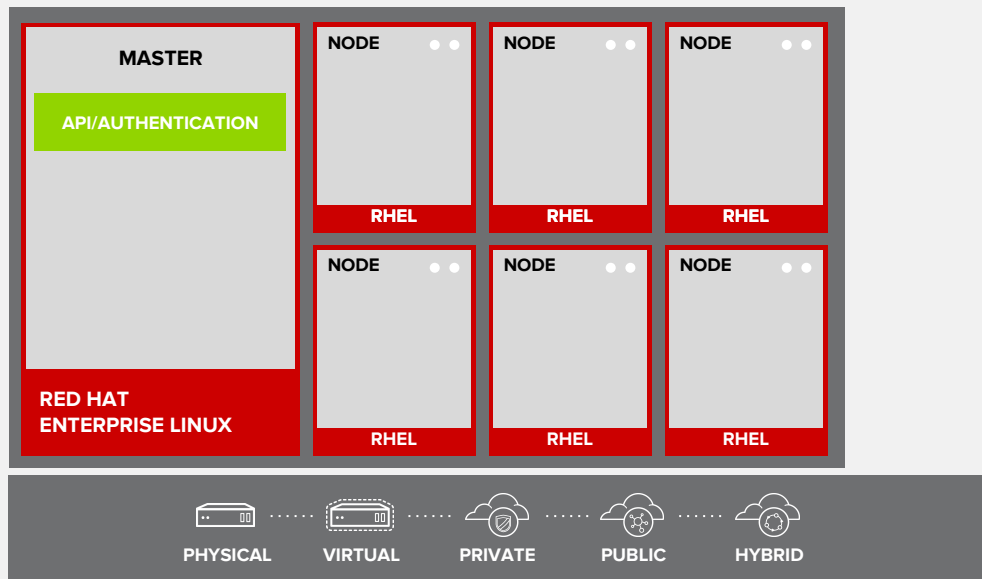 MASTER
API/AUTHENTICATION
RED HAT
ENTERPRISE LINUX
NODE
RHEL
NODE
RHEL
NODE
RHEL
NODE
RHEL
NODE
RHEL
NODE
RHEL
PHYSICAL
VIRTUAL
PRIVATE
PUBLIC
HYBRID